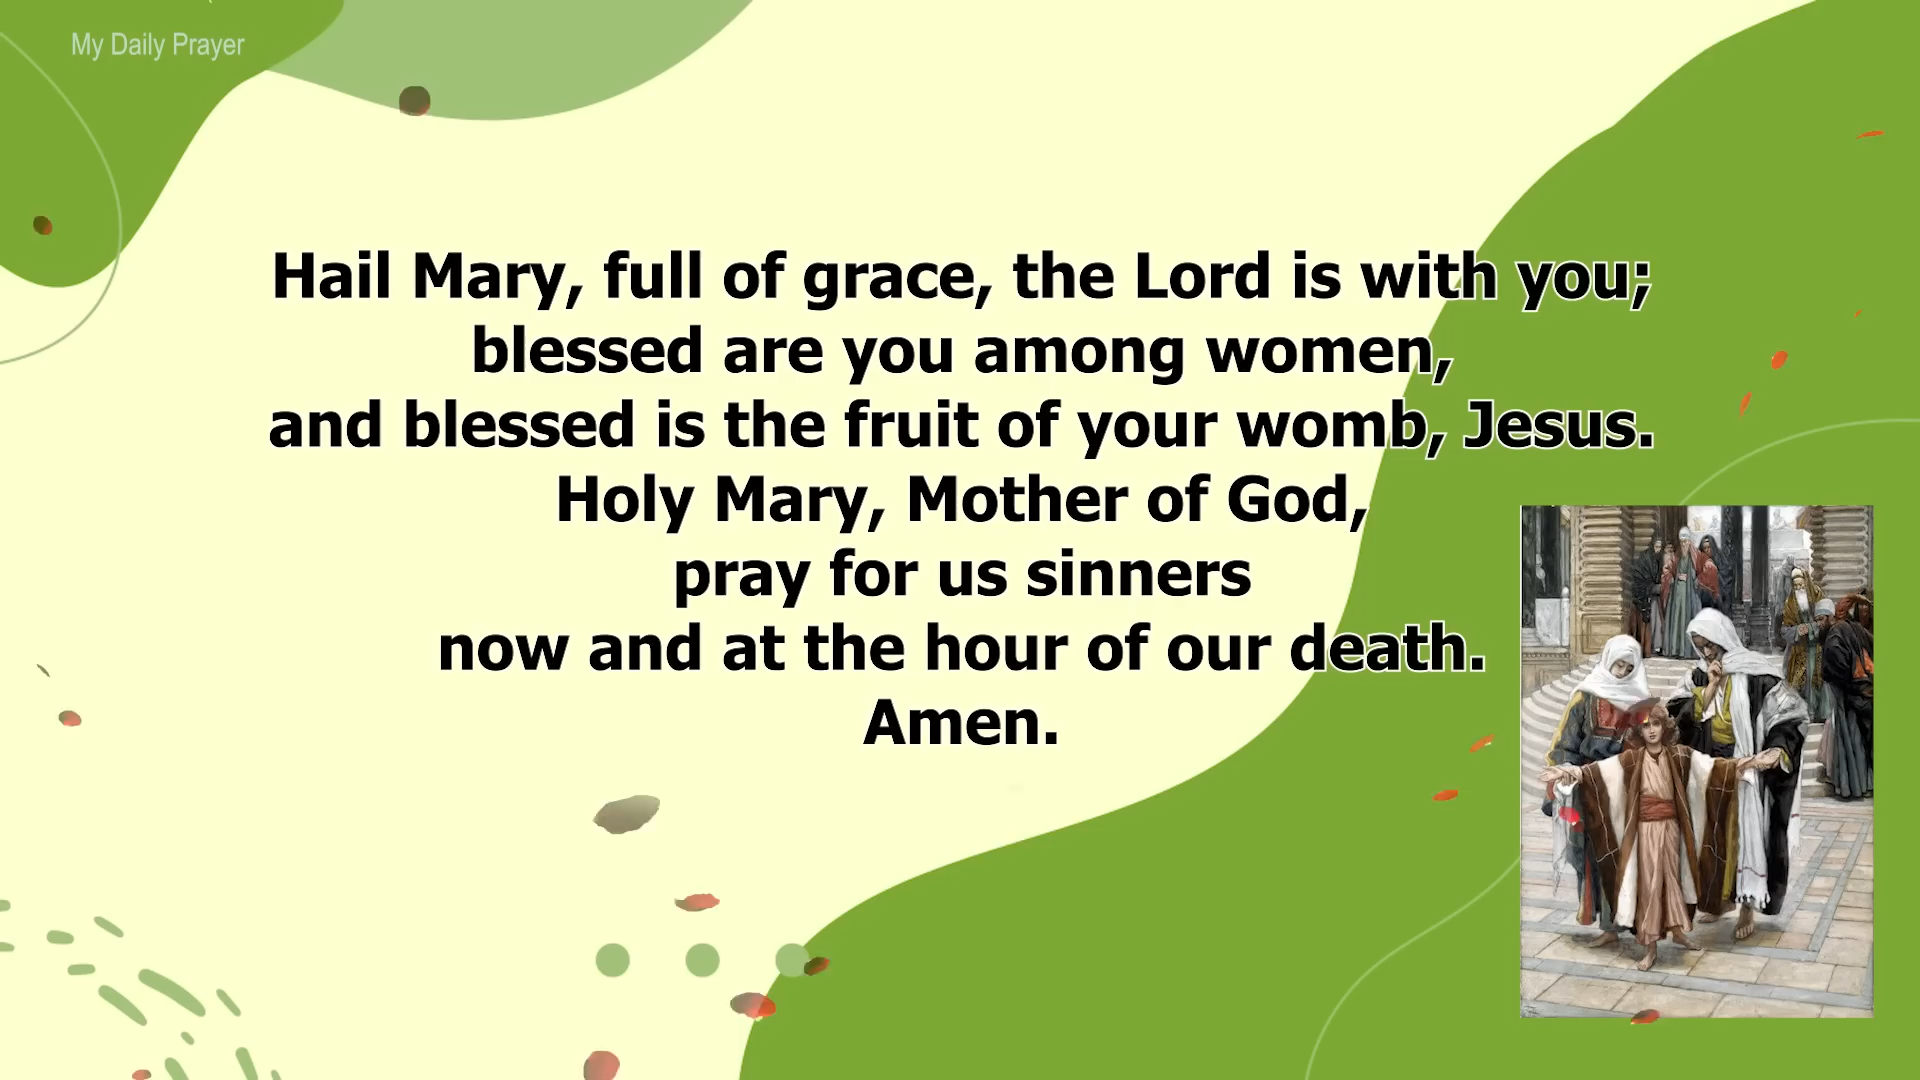 My Daily Prayer
Hail Mary, full of grace, the Lord is with you;
blessed are you among women,
and blessed is the fruit of your womb, Jesus.
Holy Mary, Mother of God,
pray for us sinners
now and at the hour of our death.
Amen.